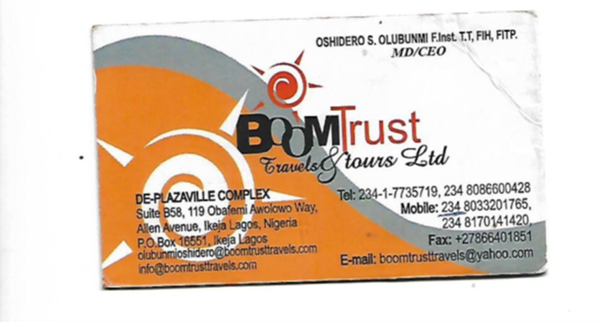 OSHIDERO S. OLUBUNMI F.Inst. T.T, FIH, FITP.
MD/CEO
BOOMTrust
Travels & tours Ltd
DE-PLAZAVILLE COMPLEX
Suite B58, 119 Obafemi Awolowo Way,
Allen Avenue, Ikeja Lagos, Nigeria
P.O.Box 16551, Ikeja Lagos
olubunmioshidero@boomtrusttravels.com
info@boomtrusttravels.com
Tel: 234-1-7735719, 234 8086600428
Mobile: 234 8033201765,
234 8170141420,
Fax: +27866401851
E-mail: boomtrusttravels@yahoo.com